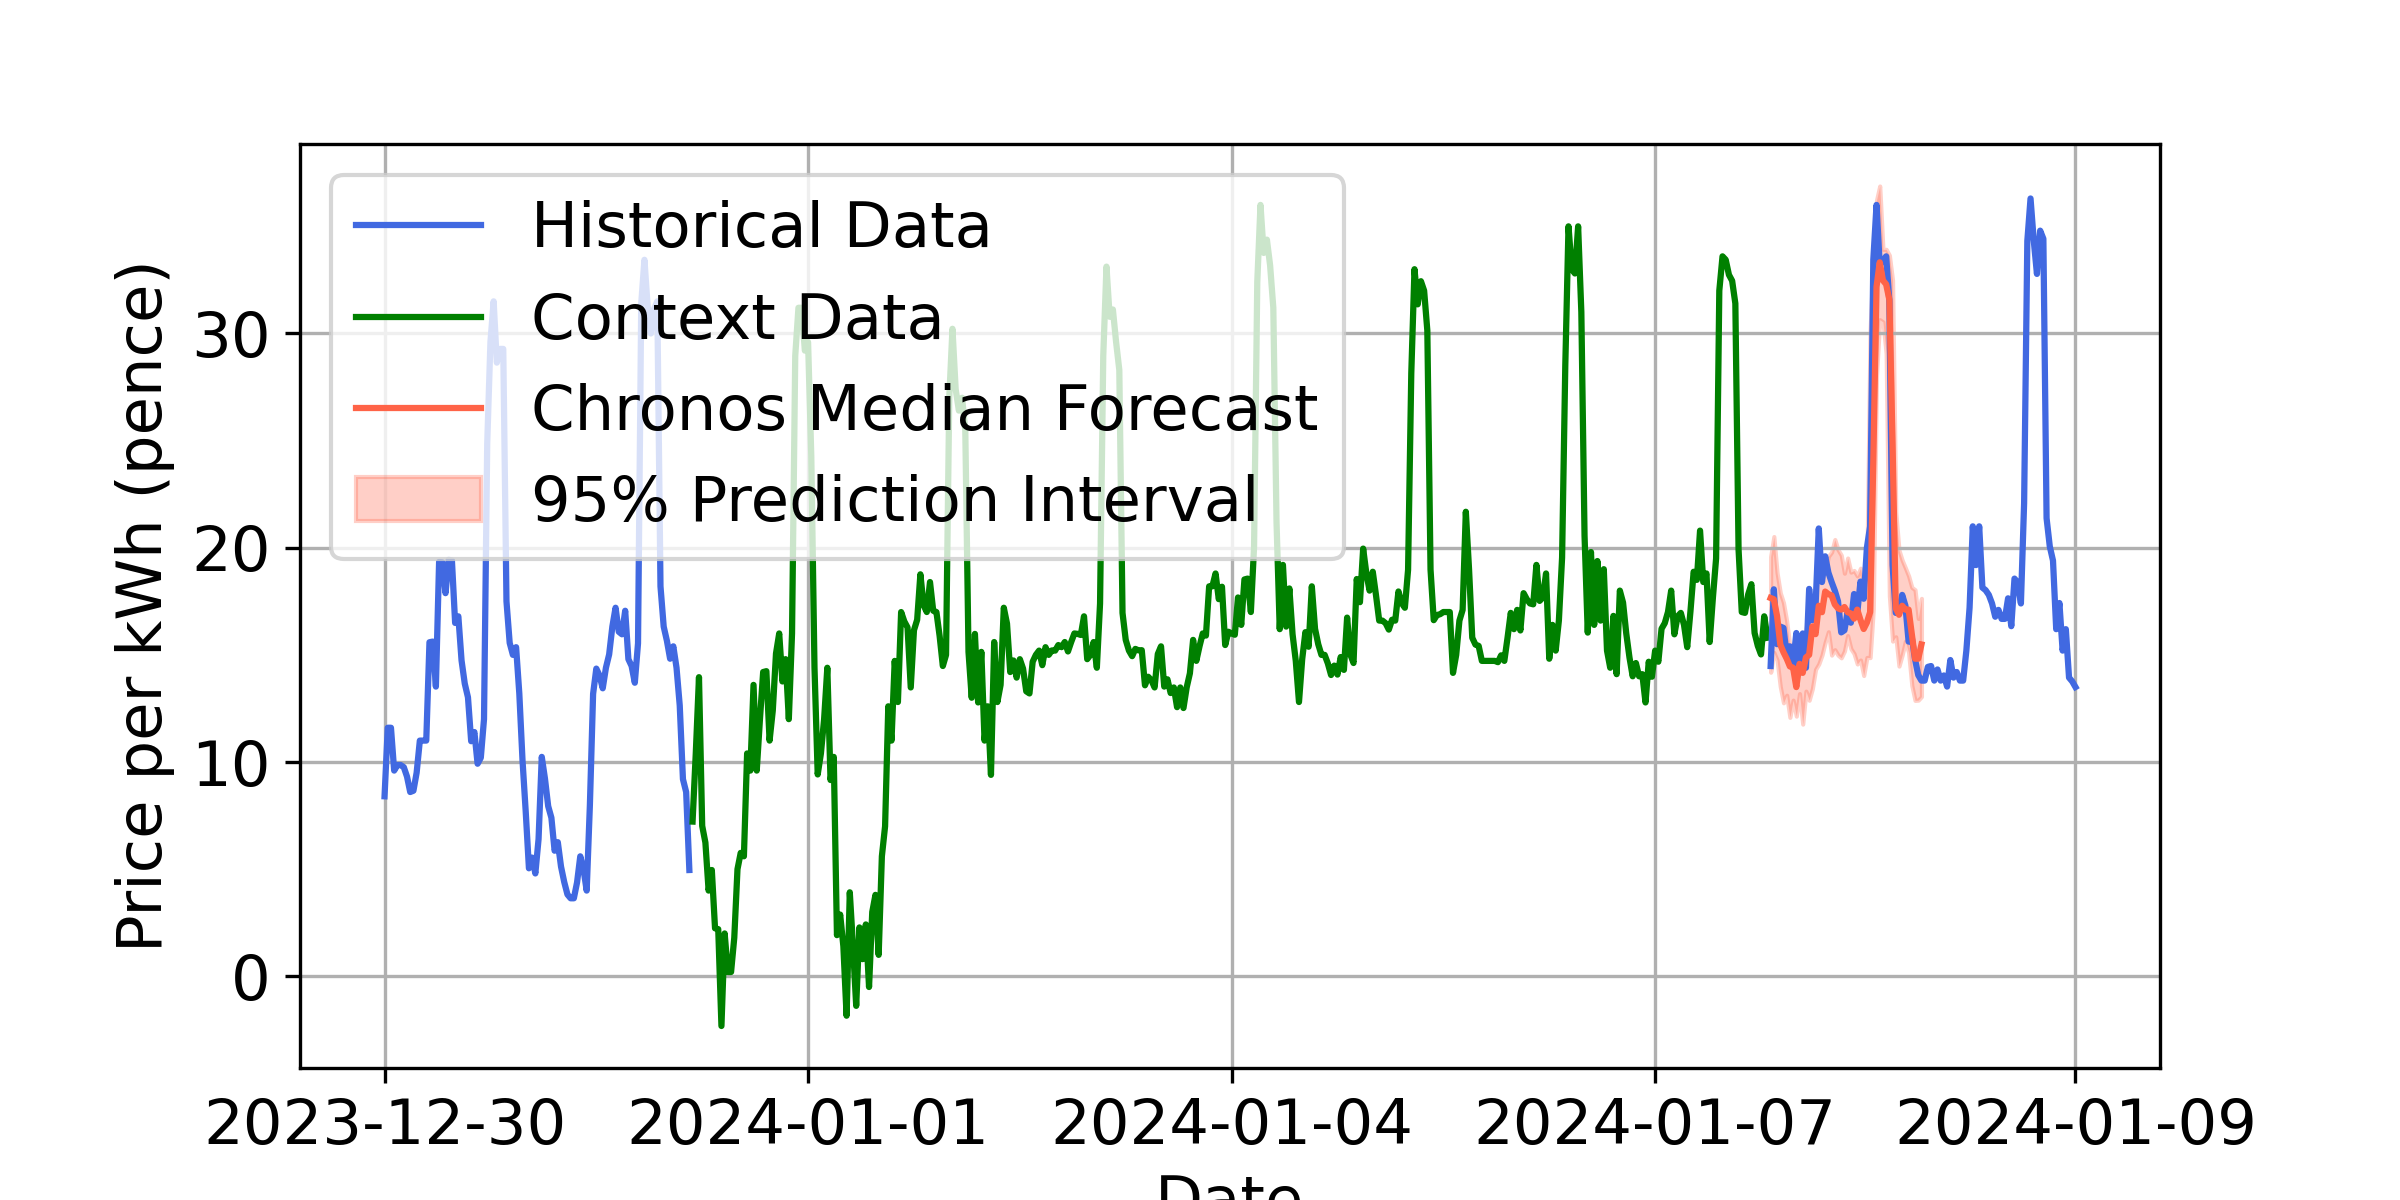 Historical Data
Context Data
Chronos Median Forecast
95% Prediction Interval
Price per kWh (pence)
30
20
10
0
2023-12-30
2024-01-01
2024-01-04
2024-01-07
2024-01-09
Date